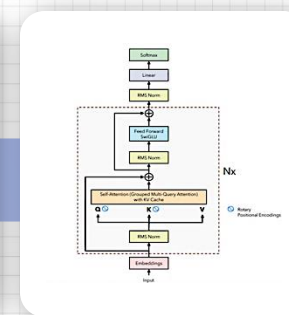 Softmax
Linear
RMS Norm
Feed Forward
SwiGLU
RMS Norm
Nx
Self-Attention (Grouped Multi-Query Attention)
with KV Cache
Q K V
Rotary
Positional Encodings
RMS Norm
Embeddings
Input